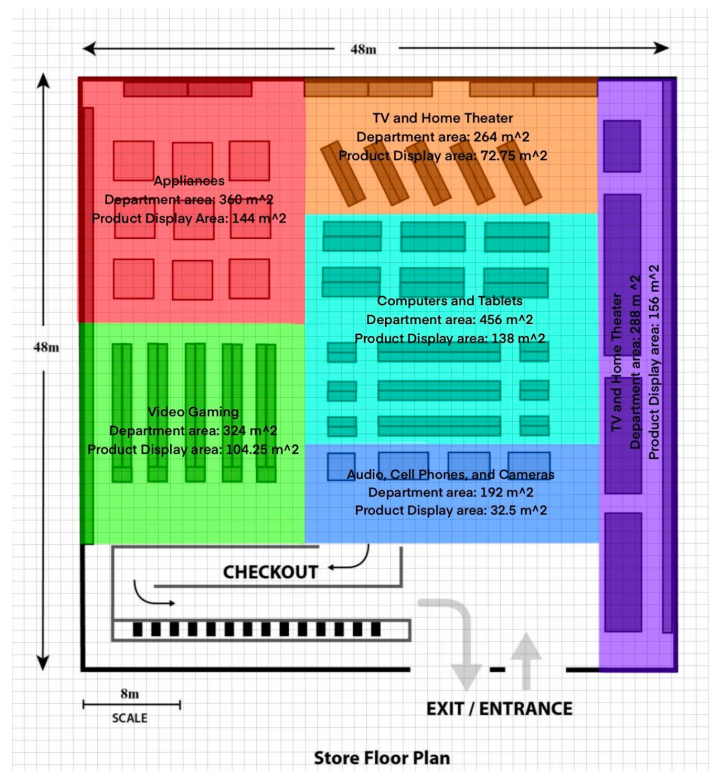 48m
TV and Home Theater
Department area: 264 m^2
Product Display area: 72.75 m^2
Appliances
Department area: 360 m^2
Product Display Area: 144 m^2
Computers and Tablets
Department area: 456 m^2
Product Display area: 138 m^2
48m
TV and Home Theater
Department area: 288 m ^2
Product Display area: 156 m^2
Video Gaming
Department area: 324 m^2
Product Display area: 104.25 m^2
Audio, Cell Phones, and Cameras
Department area: 192 m^2
Product Display area: 32.5 m^2
CHECKOUT
8m
SCALE
EXIT / ENTRANCE
Store Floor Plan